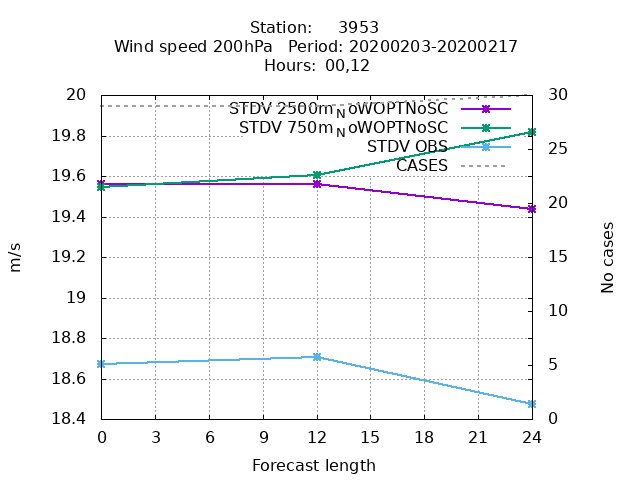 Station: 3953
Wind speed 200hPa Period: 20200203-20200217
Hours: 00,12
20
19.8
19.6
19.4
19.2
19
18.8
18.6
18.4
m/s
STDV 2500mNoWOPTNoSC
STDV 750mNoWOPTNoSC
STDV OBS
CASES
30
25
20
15
10
5
0
No cases
0 3 6 9 12 15 18 21 24
Forecast length